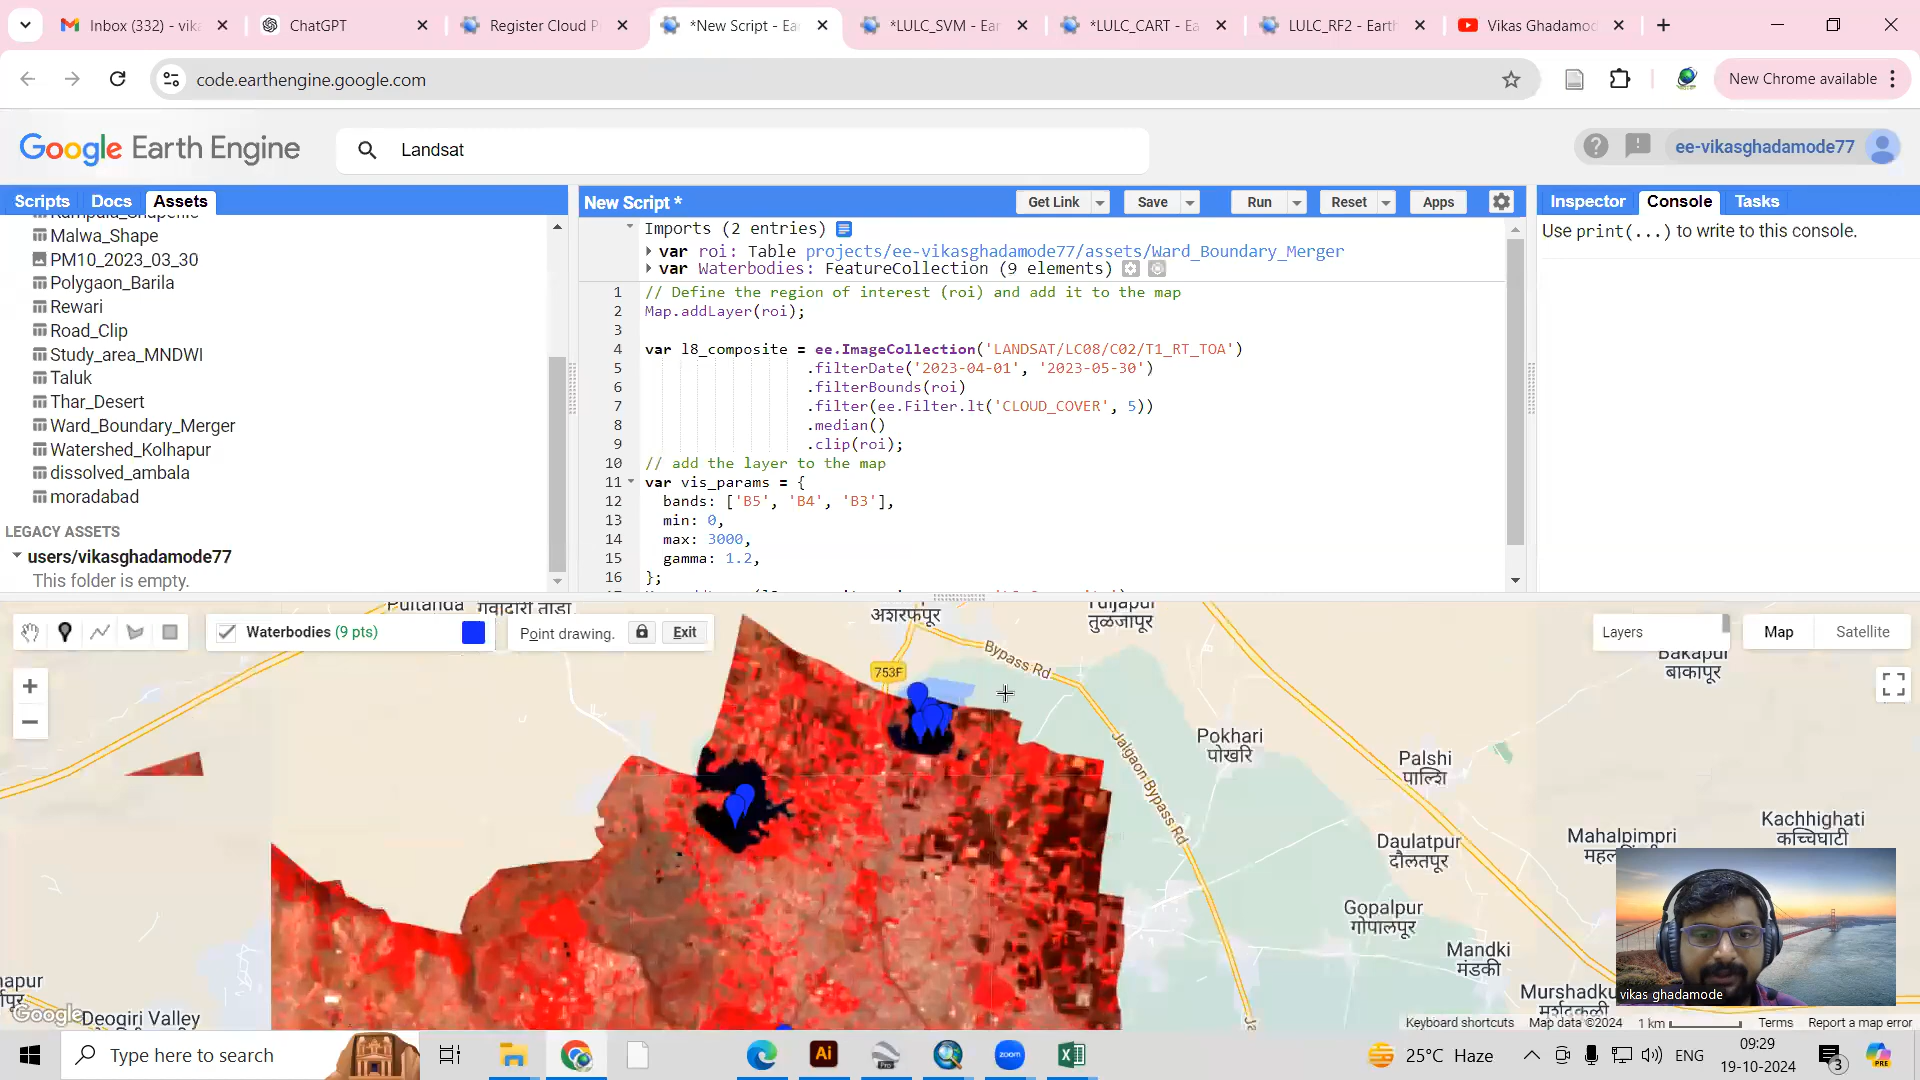 Inbox (332) - vika
ChatGPT
Register Cloud P
*New Script - Ea
*LULC_SVM - Ear
*LULC_CART - Ea
LULC_RF2 - Earth
Vikas Ghadamod
code.earthengine.google.com
New Chrome available
Google Earth Engine
Landsat
ee-vikasghadamode77
Scripts Docs Assets
Malwa_Shape
PM10_2023_03_30
Polygaon_Barila
Rewari
Road_Clip
Study_area_MNDWI
Taluk
Thar_Desert
Ward_Boundary_Merger
Watershed_Kolhapur
dissolved_ambala
moradabad
LEGACY ASSETS
users/vikasghadamode77
This folder is empty.
New Script *
Get Link
Save
Run
Reset
Apps
Imports (2 entries)
var roi: Table projects/ee-vikasghadamode77/assets/Ward_Boundary_Merger
var Waterbodies: FeatureCollection (9 elements)
1 // Define the region of interest (roi) and add it to the map
2 Map.addLayer(roi);
3
4 var l8_composite = ee.ImageCollection('LANDSAT/LC08/C02/T1_RT_TOA')
5 .filterDate('2023-04-01', '2023-05-30')
6 .filterBounds(roi)
7 .filter(ee.Filter.lt('CLOUD_COVER', 5))
8 .median()
9 .clip(roi);
10 // add the layer to the map
11 var vis_params = {
12 bands: ['B5', 'B4', 'B3'],
13 min: 0,
14 max: 3000,
15 gamma: 1.2,
16 };
Inspector Console Tasks
Use print(...) to write to this console.
Waterbodies (9 pts)
Point drawing.
Exit
Layers
Map
Satellite
गवादारी तांडा
अशरफपूर
तुळजापूर
Bypass Rd
753F
Bakapur
बाकापूर
Pokhari
पोखरि
Palshi
पाल्शि
Jalgaon Bypass Rd
Daulatpur
दौलतपूर
Mahalpimpri
Kachhighati
कच्चिघाटी
Gopalpur
गोपालपूर
Mandki
मंडकी
Murshadku
Deogiri Valley
Google
vikas ghadamode
Keyboard shortcuts
Map data ©2024
1 km
Terms
Report a map error
Type here to search
Ai
Pro
zoom
25°C Haze
ENG
09:29
19-10-2024
3
PRE